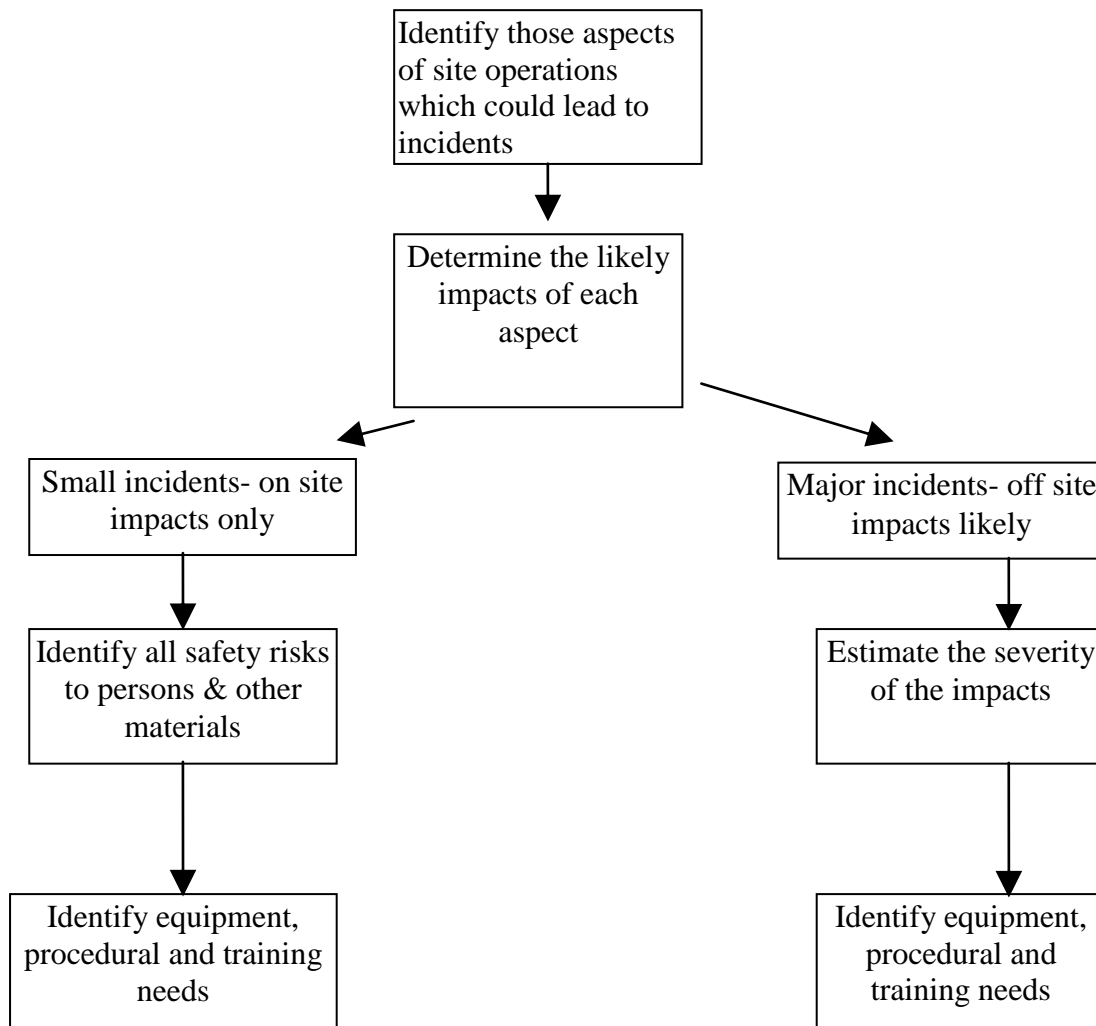 Identify those aspects
of site operations
which could lead to
incidents
Determine the likely
impacts of each
aspect
Small incidents- on site
impacts only
Major incidents- off site
impacts likely
Identify all safety risks
to persons & other
materials
Estimate the severity
of the impacts
Identify equipment,
procedural and training
needs
Identify equipment,
procedural and
training needs